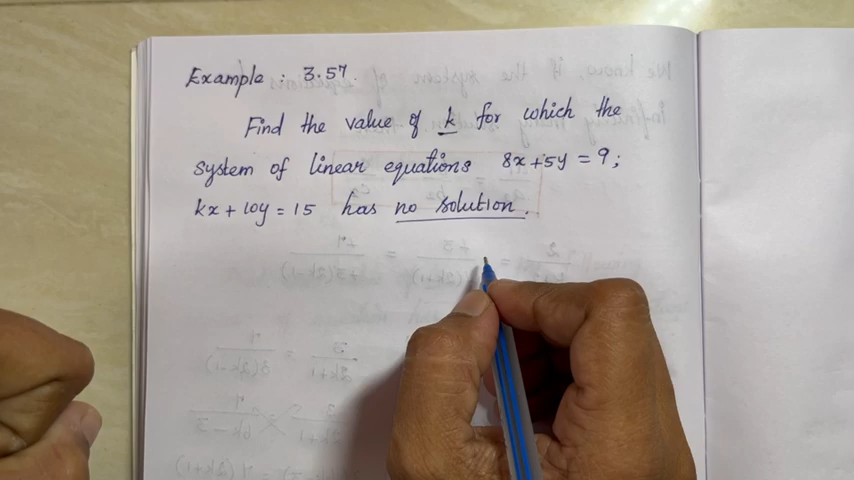 Example : 3.57.
Find the value of k for which the
system of linear equations 8x+5y = 9;
kx + 10y = 15 has no solution.